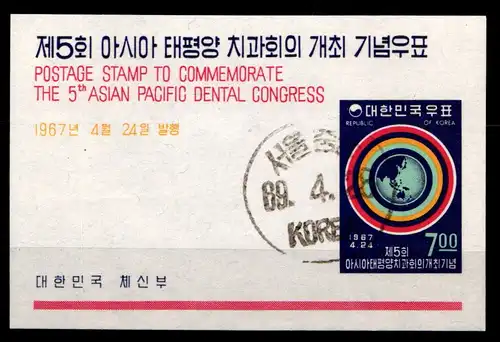 제5회 아시아 태평양 치과회의 개최 기념우표
POSTAGE STAMP TO COMMEMORATE
THE 5th ASIAN PACIFIC DENTAL CONGRESS
1967년 4월 24일 발행
대한민국우표
REPUBLIC OF KOREA
서울중
69. 4.
KORE
1967
4.24
7.00
제5회
아시아태평양치과회의개최기념
대한민국 체신부